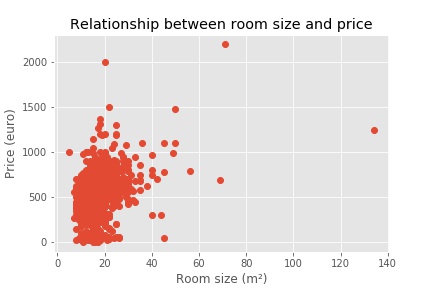 Relationship between room size and price
Price (euro)
2000
1500
1000
500
0
0 20 40 60 80 100 120 140
Room size (m²)